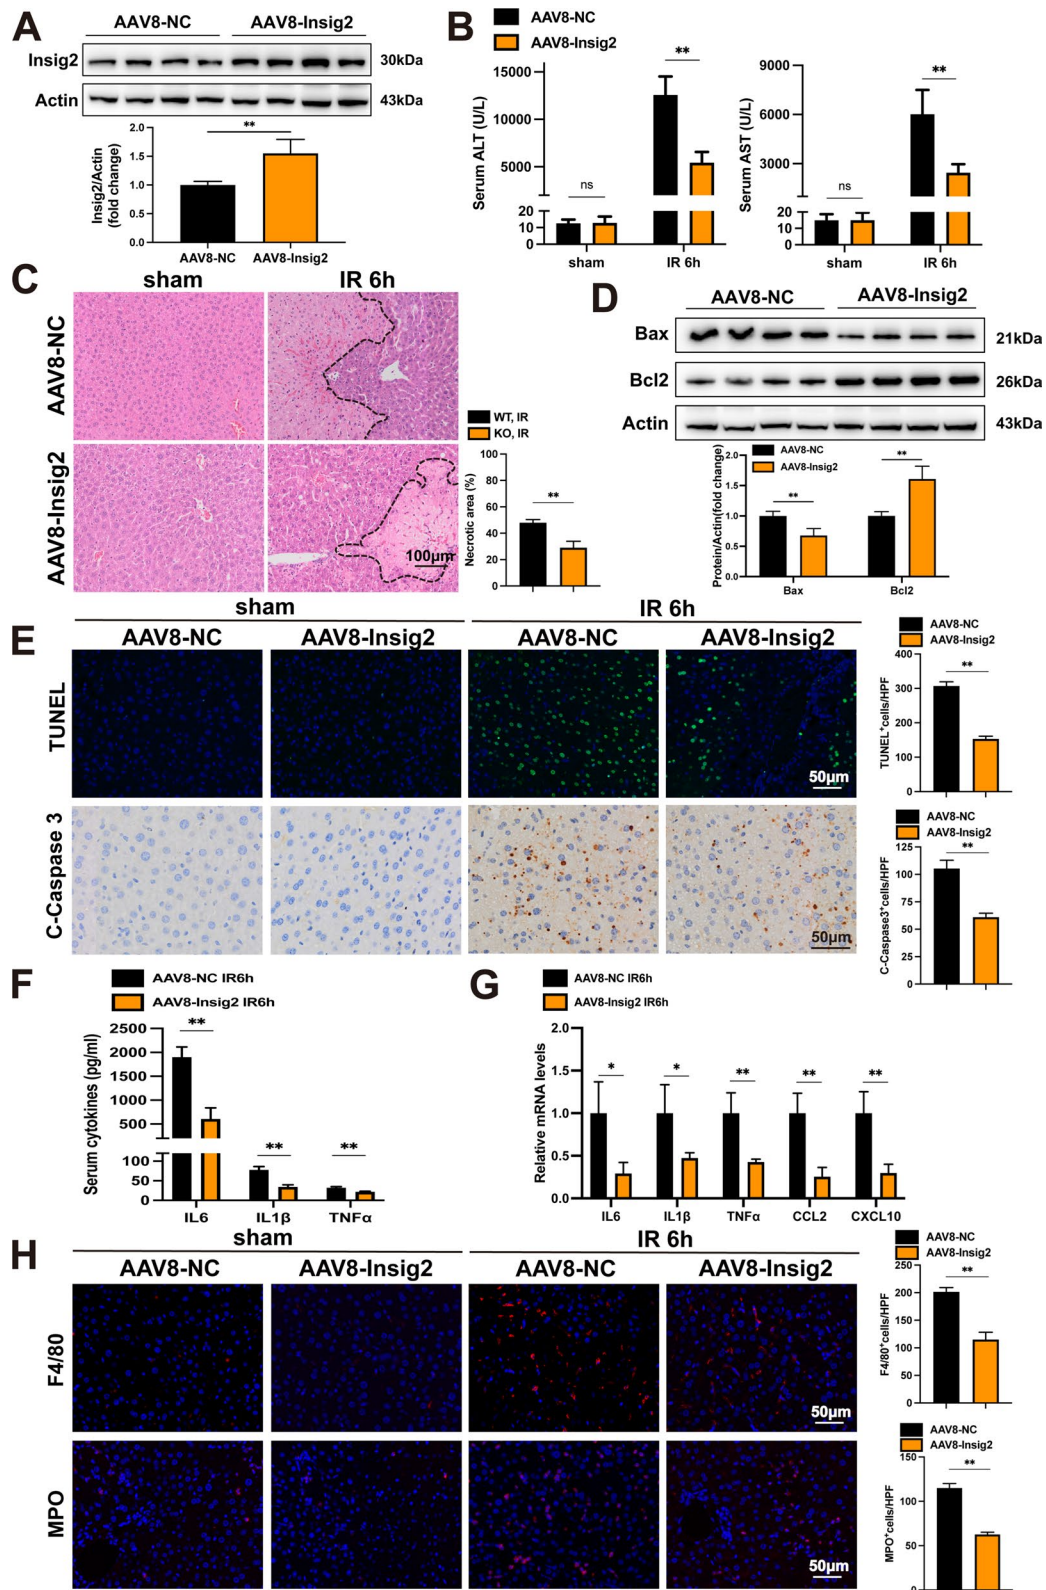 A
AAV8-NC AAV8-Insig2
Insig2 30kDa
Actin 43kDa
Insig2/Actin
(fold change)
2.0
1.5
1.0
0.5
0.0
**
AAV8-NC AAV8-Insig2
B
AAV8-NC
AAV8-Insig2
Serum ALT (U/L)
15000
10000
5000
20
10
0
ns
**
sham IR 6h
Serum AST (U/L)
9000
6000
3000
20
10
0
ns
**
sham IR 6h
C
sham IR 6h
AAV8-NC
AAV8-Insig2
100μm
WT, IR
KO, IR
Necrotic area (%)
100
80
60
40
20
0
**
D
AAV8-NC AAV8-Insig2
Bax 21kDa
Bcl2 26kDa
Actin 43kDa
AAV8-NC
AAV8-Insig2
Protein/Actin(fold change)
2.0
1.5
1.0
0.5
0.0
**
**
Bax Bcl2
E
sham IR 6h
AAV8-NC AAV8-Insig2 AAV8-NC AAV8-Insig2
TUNEL
50μm
C-Caspase 3
50μm
AAV8-NC
AAV8-Insig2
TUNEL+cells/HPF
400
300
200
100
0
**
AAV8-NC
AAV8-Insig2
C-Caspase3+cells/HPF
125
100
75
50
25
0
**
F
AAV8-NC IR6h
AAV8-Insig2 IR6h
Serum cytokines (pg/ml)
2500
2000
1500
1000
500
100
50
0
**
**
**
IL6 IL1β TNFα
G
AAV8-NC IR6h
AAV8-Insig2 IR6h
Relative mRNA levels
2.0
1.5
1.0
0.5
0.0
*
*
**
**
**
IL6 IL1β TNFα CCL2 CXCL10
H
sham IR 6h
AAV8-NC AAV8-Insig2 AAV8-NC AAV8-Insig2
F4/80
50μm
MPO
50μm
AAV8-NC
AAV8-Insig2
F4/80+cells/HPF
250
200
150
100
50
0
**
AAV8-NC
AAV8-Insig2
MPO+cells/HPF
150
100
50
0
**